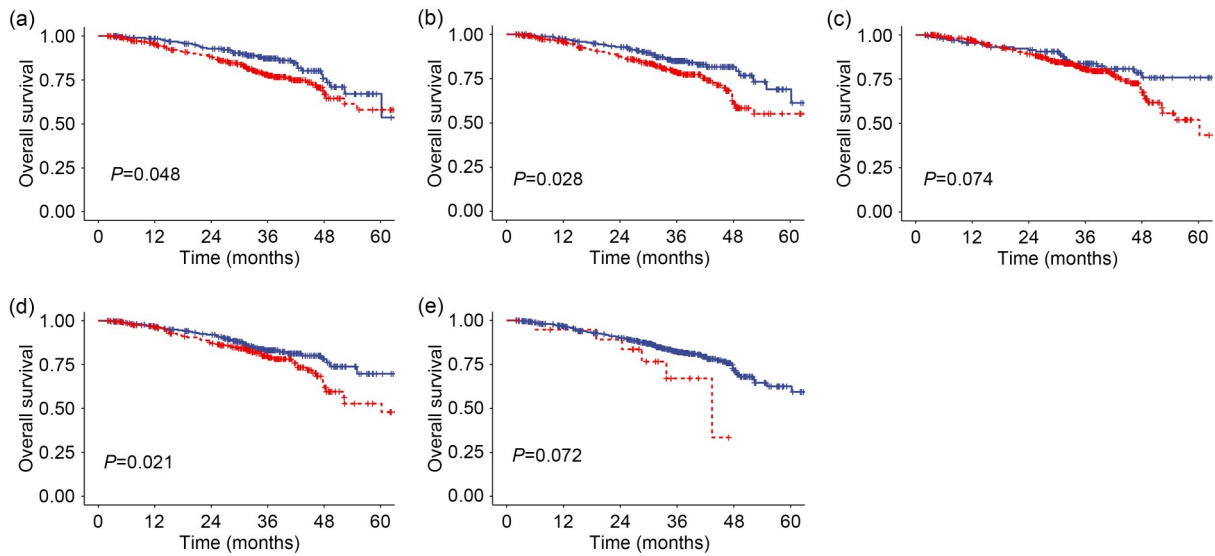 (a)
Overall survival
1.00
0.75
0.50
0.25
0.00
P=0.048
0 12 24 36 48 60
Time (months)
(b)
Overall survival
1.00
0.75
0.50
0.25
0.00
P=0.028
0 12 24 36 48 60
Time (months)
(c)
Overall survival
1.00
0.75
0.50
0.25
0.00
P=0.074
0 12 24 36 48 60
Time (months)
(d)
Overall survival
1.00
0.75
0.50
0.25
0.00
P=0.021
0 12 24 36 48 60
Time (months)
(e)
Overall survival
1.00
0.75
0.50
0.25
0.00
P=0.072
0 12 24 36 48 60
Time (months)